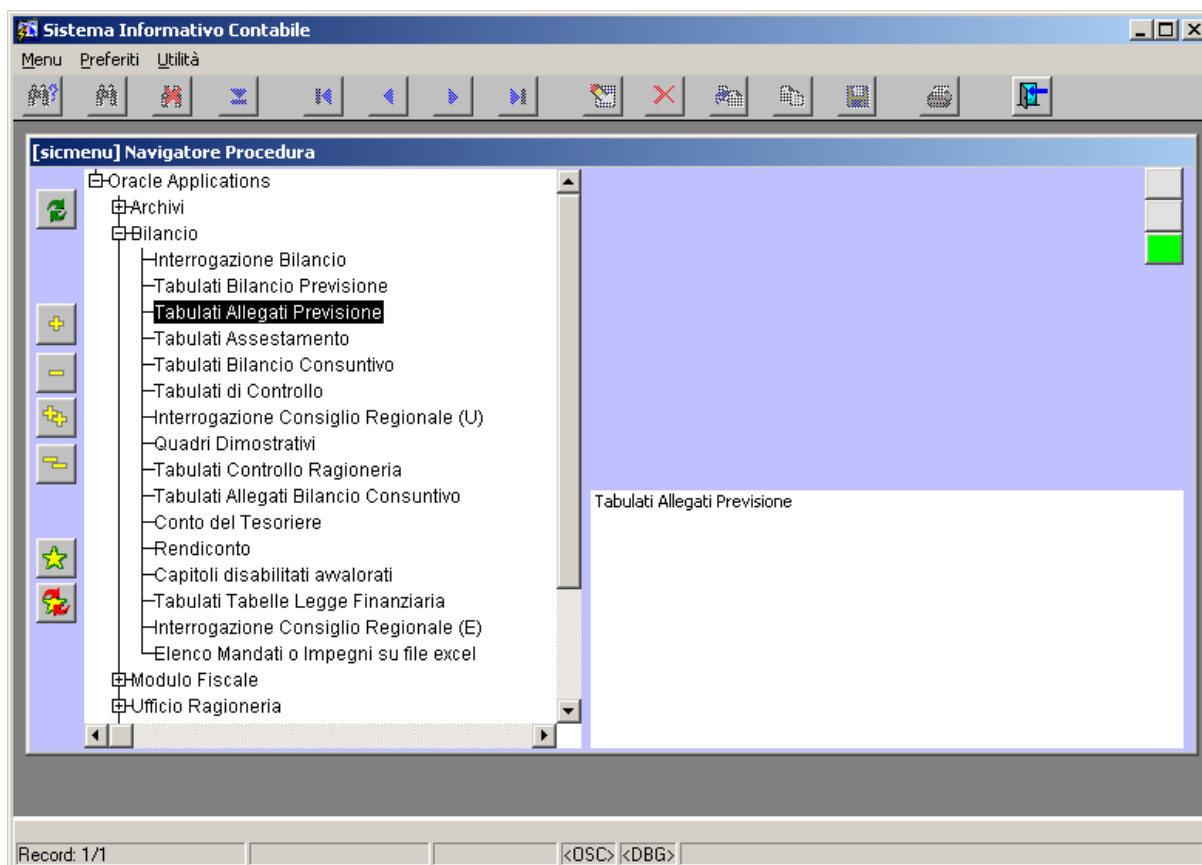 Sistema Informativo Contabile
Menu Preferiti Utilità
[sicmenu] Navigatore Procedura
Oracle Applications
Archivi
Bilancio
Interrogazione Bilancio
Tabulati Bilancio Previsione
Tabulati Allegati Previsione
Tabulati Assestamento
Tabulati Bilancio Consuntivo
Tabulati di Controllo
Interrogazione Consiglio Regionale (U)
Quadri Dimostrativi
Tabulati Controllo Ragioneria
Tabulati Allegati Bilancio Consuntivo
Conto del Tesoriere
Rendiconto
Capitoli disabilitati avvalorati
Tabulati Tabelle Legge Finanziaria
Interrogazione Consiglio Regionale (E)
Elenco Mandati o Impegni su file excel
Modulo Fiscale
Ufficio Ragioneria
Tabulati Allegati Previsione
Record: 1/1 <OSC> <DBG>